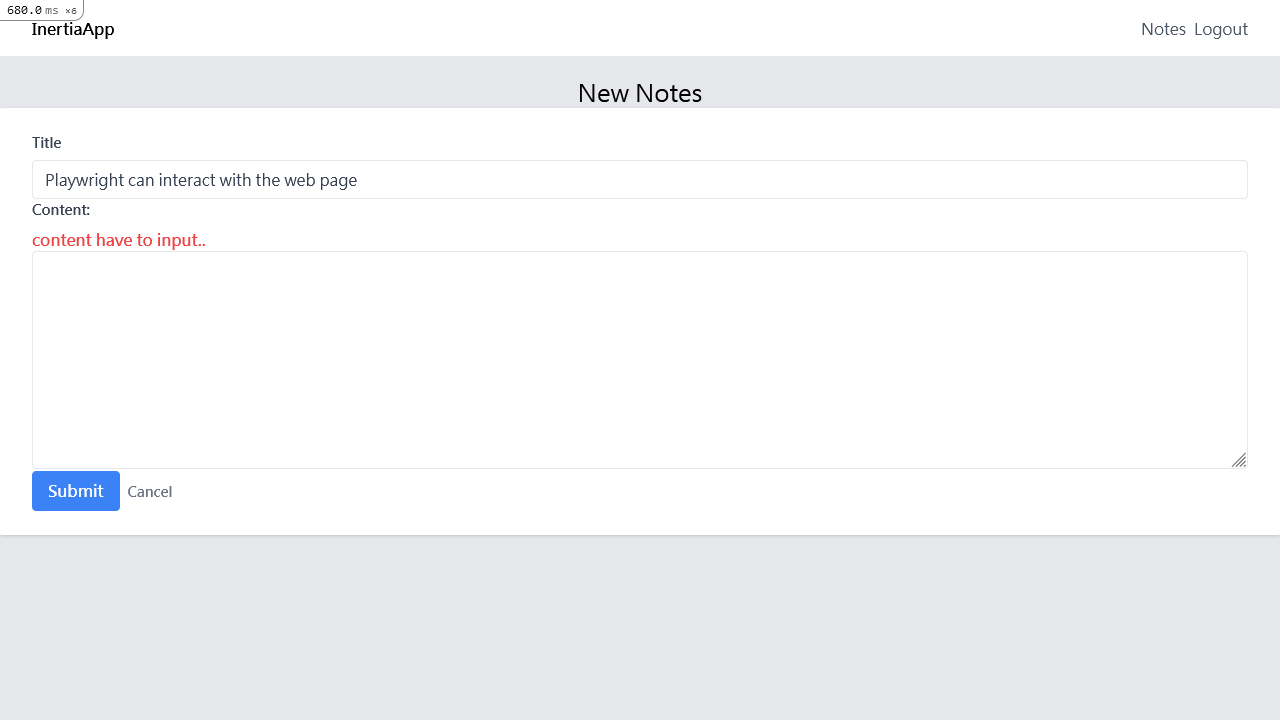 680.0 ms ×6
InertiaApp
Notes Logout
New Notes
Title
Playwright can interact with the web page
Content:
content have to input..
Submit Cancel